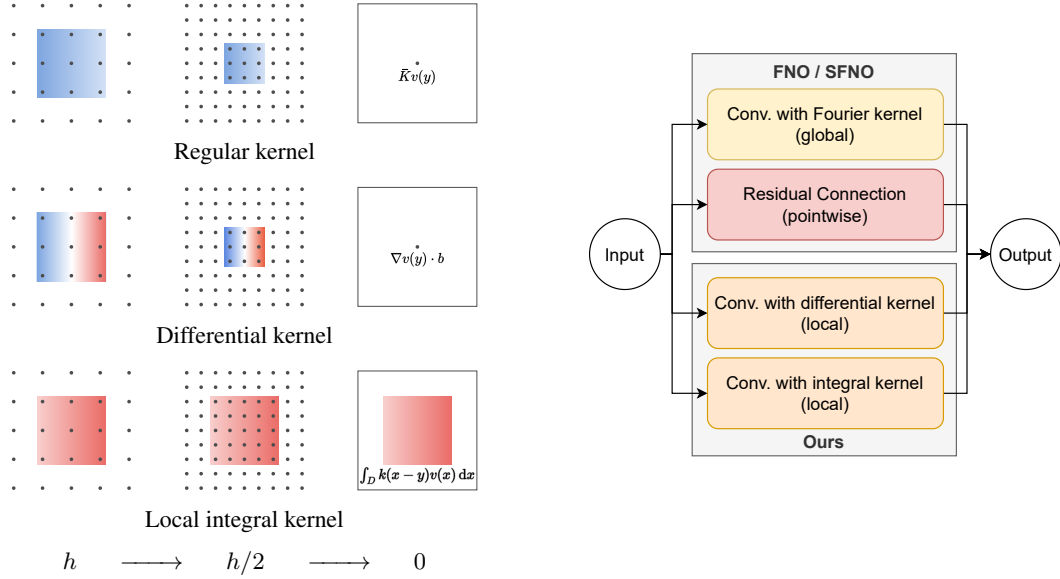 K̄v(y)
Regular kernel
∇v(y) · b
Differential kernel
∫_D k(x − y)v(x) dx
Local integral kernel
h ⟶ h/2 ⟶ 0
FNO / SFNO
Conv. with Fourier kernel
(global)
Residual Connection
(pointwise)
Input
Output
Conv. with differential kernel
(local)
Conv. with integral kernel
(local)
Ours